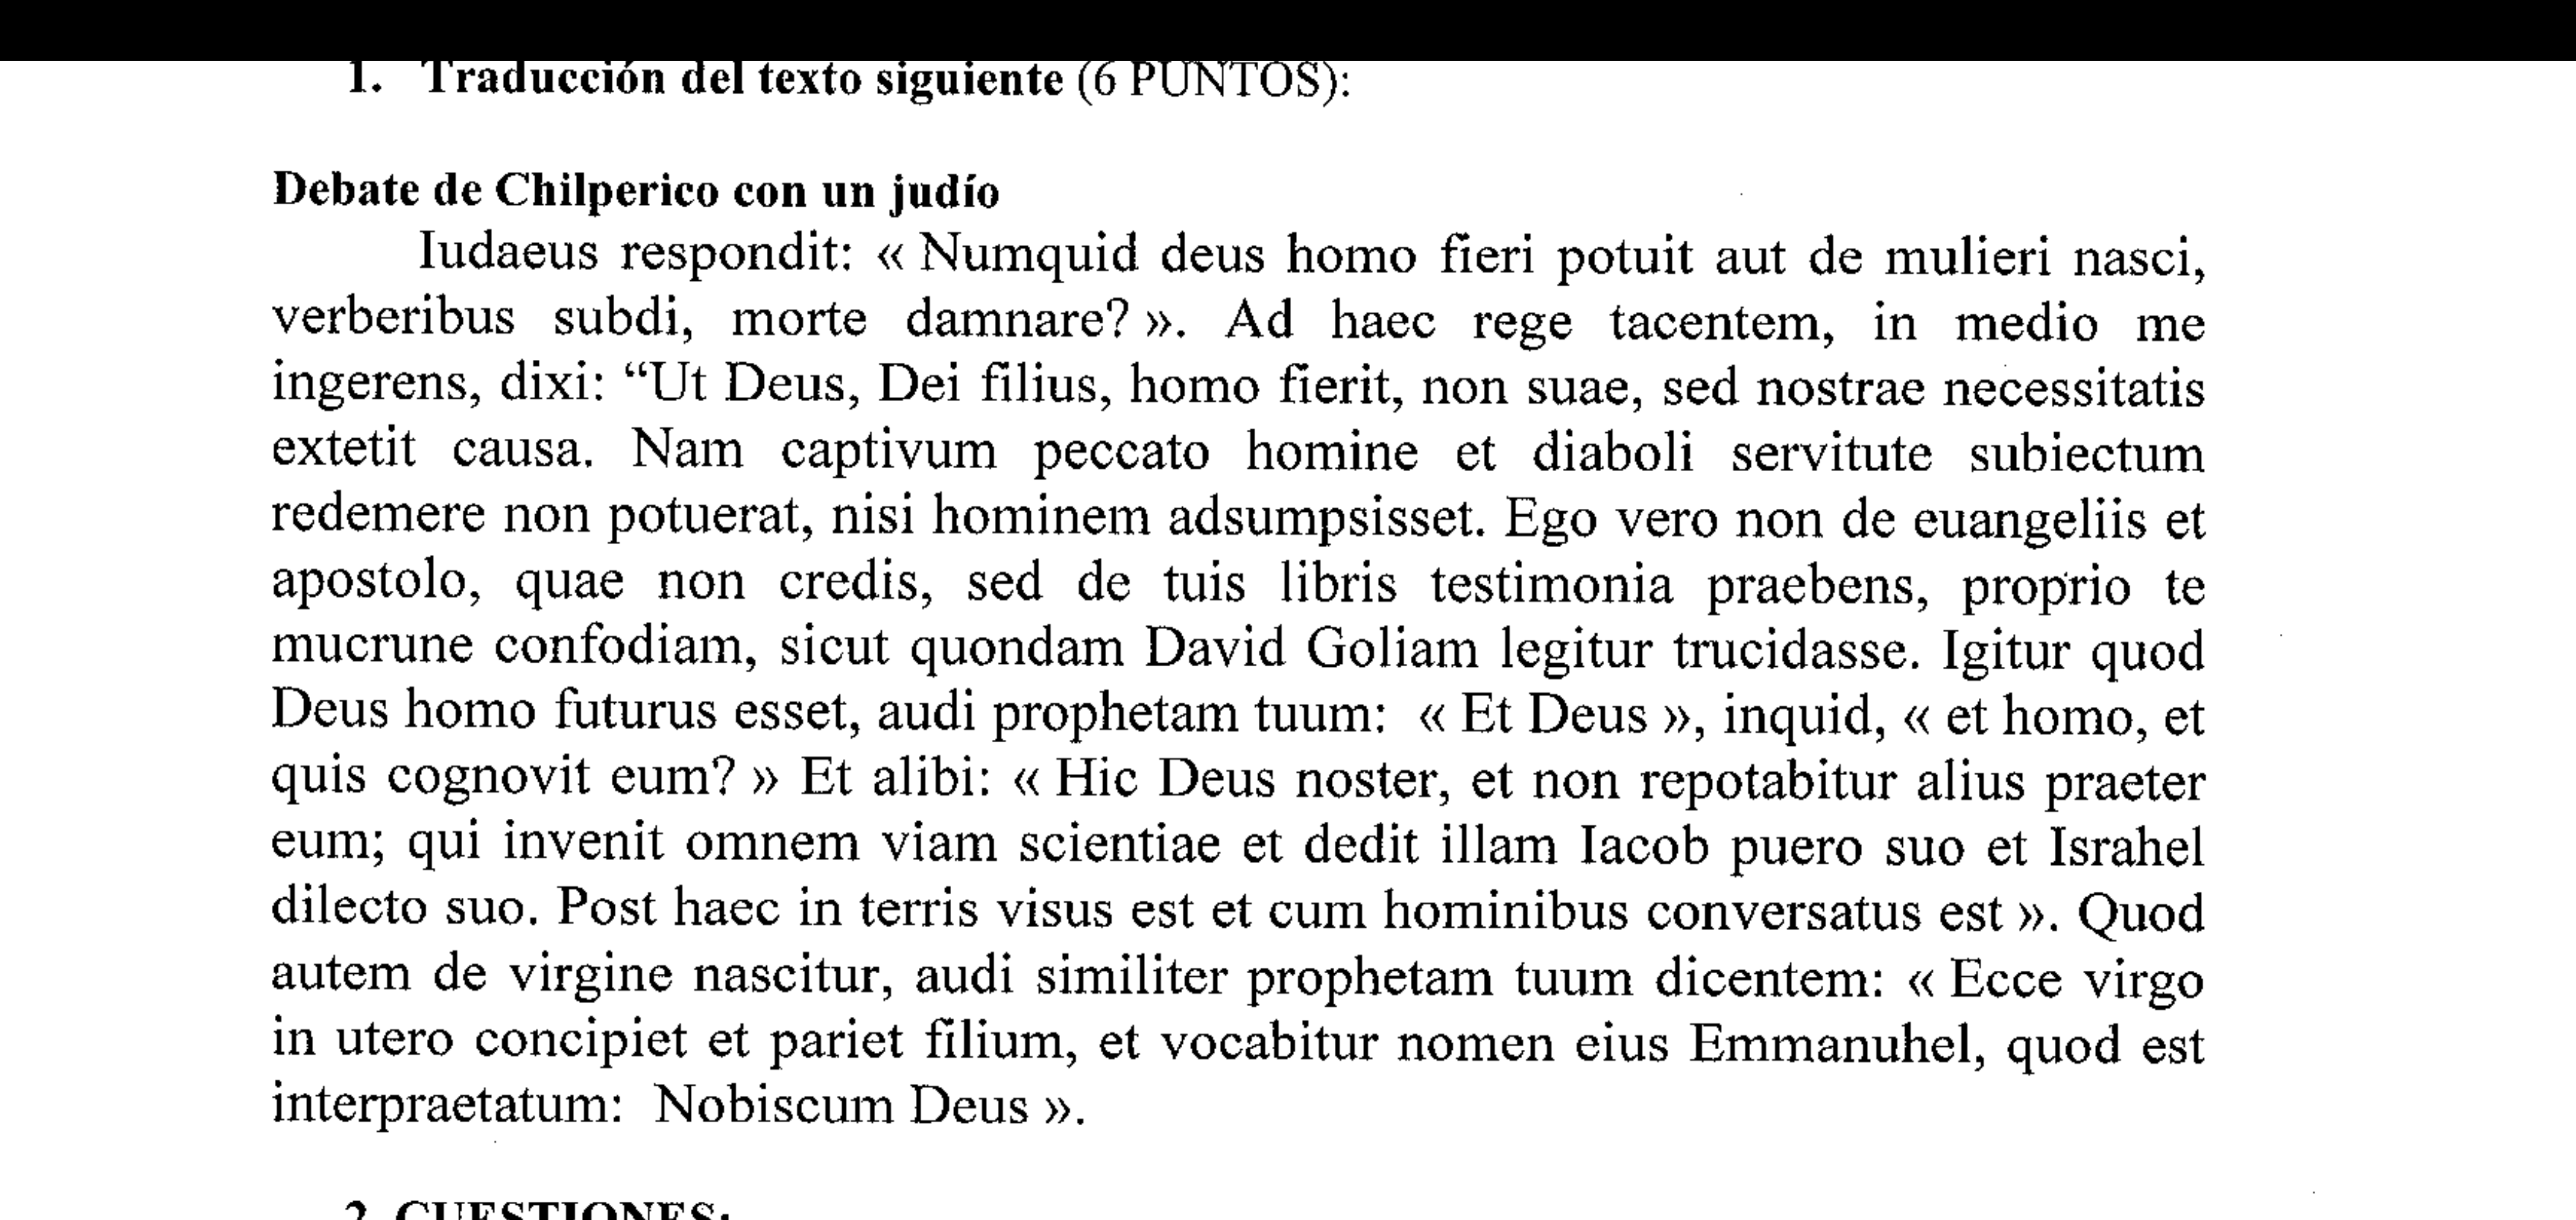 1. Traducción del texto siguiente (6 PUNTOS):
Debate de Chilperico con un judío
Iudaeus respondit: « Numquid deus homo fieri potuit aut de mulieri nasci,
verberibus subdi, morte damnare? ». Ad haec rege tacentem, in medio me
ingerens, dixi: “Ut Deus, Dei filius, homo fierit, non suae, sed nostrae necessitatis
extetit causa. Nam captivum peccato homine et diaboli servitute subiectum
redemere non potuerat, nisi hominem adsumpsisset. Ego vero non de euangeliis et
apostolo, quae non credis, sed de tuis libris testimonia praebens, proprio te
mucrune confodiam, sicut quondam David Goliam legitur trucidasse. Igitur quod
Deus homo futurus esset, audi prophetam tuum: « Et Deus », inquid, « et homo, et
quis cognovit eum? » Et alibi: « Hic Deus noster, et non repotabitur alius praeter
eum; qui invenit omnem viam scientiae et dedit illam Iacob puero suo et Israhel
dilecto suo. Post haec in terris visus est et cum hominibus conversatus est ». Quod
autem de virgine nascitur, audi similiter prophetam tuum dicentem: « Ecce virgo
in utero concipiet et pariet filium, et vocabitur nomen eius Emmanuhel, quod est
interpraetatum: Nobiscum Deus ».
2. CUESTIONES: